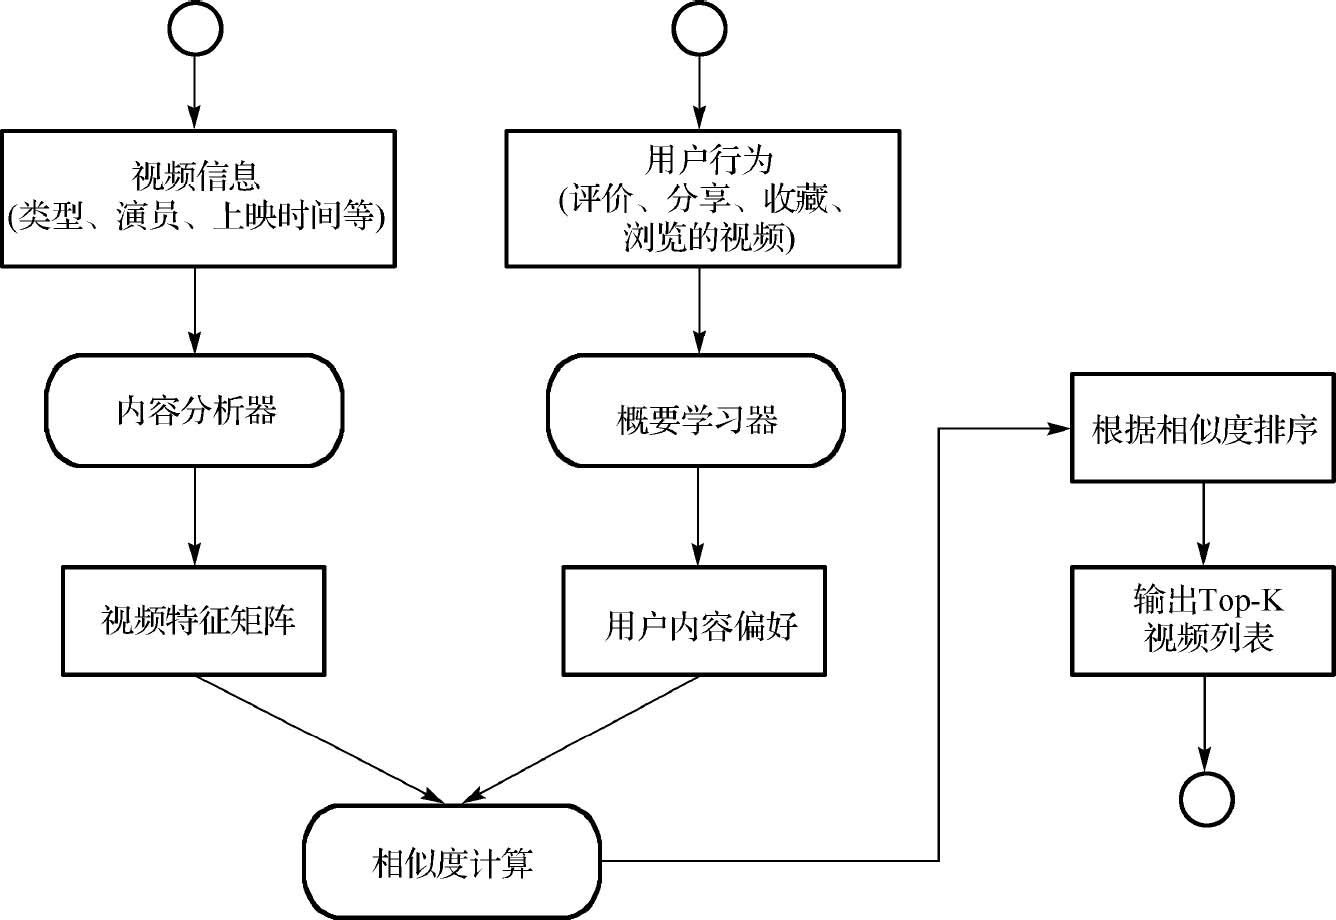 视频信息
(类型、演员、上映时间等)
用户行为
(评价、分享、收藏、
浏览的视频)
内容分析器
概要学习器
视频特征矩阵
用户内容偏好
相似度计算
根据相似度排序
输出Top-K
视频列表